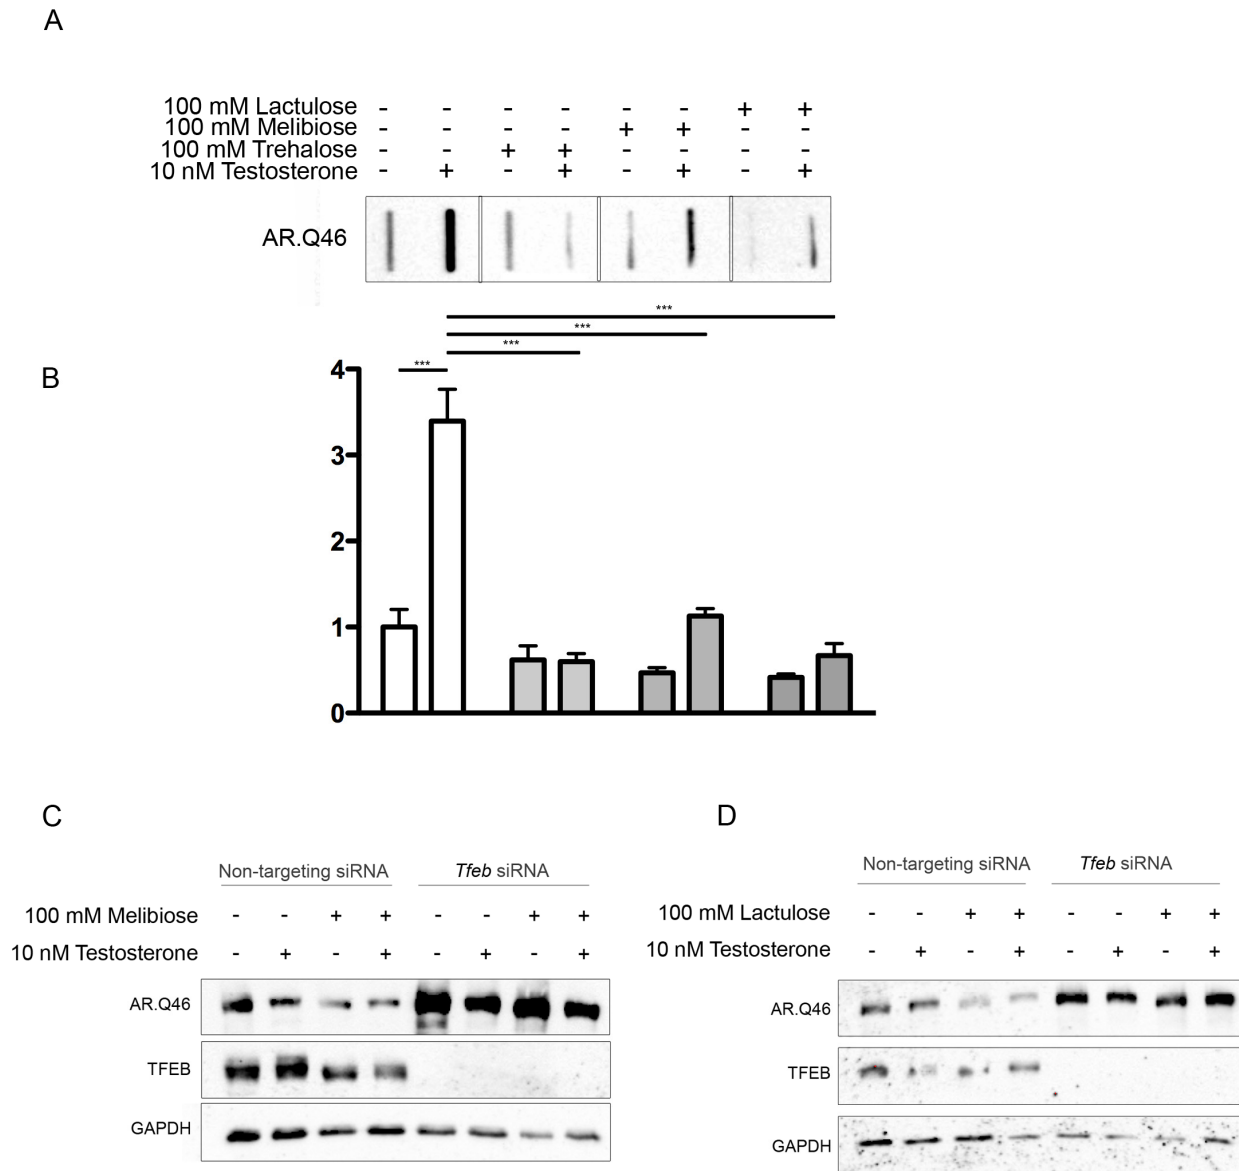 A
100 mM Lactulose - - - - - - + +
100 mM Melibiose - - - - + + - -
100 mM Trehalose - - + + - - - -
10 nM Testosterone - + - + - + - +
AR.Q46
***
***
***
***
B
4
3
2
1
0
C
Non-targeting siRNA Tfeb siRNA
100 mM Melibiose - - + + - - + +
10 nM Testosterone - + - + - + - +
AR.Q46
TFEB
GAPDH
D
Non-targeting siRNA Tfeb siRNA
100 mM Lactulose - - + + - - + +
10 nM Testosterone - + - + - + - +
AR.Q46
TFEB
GAPDH